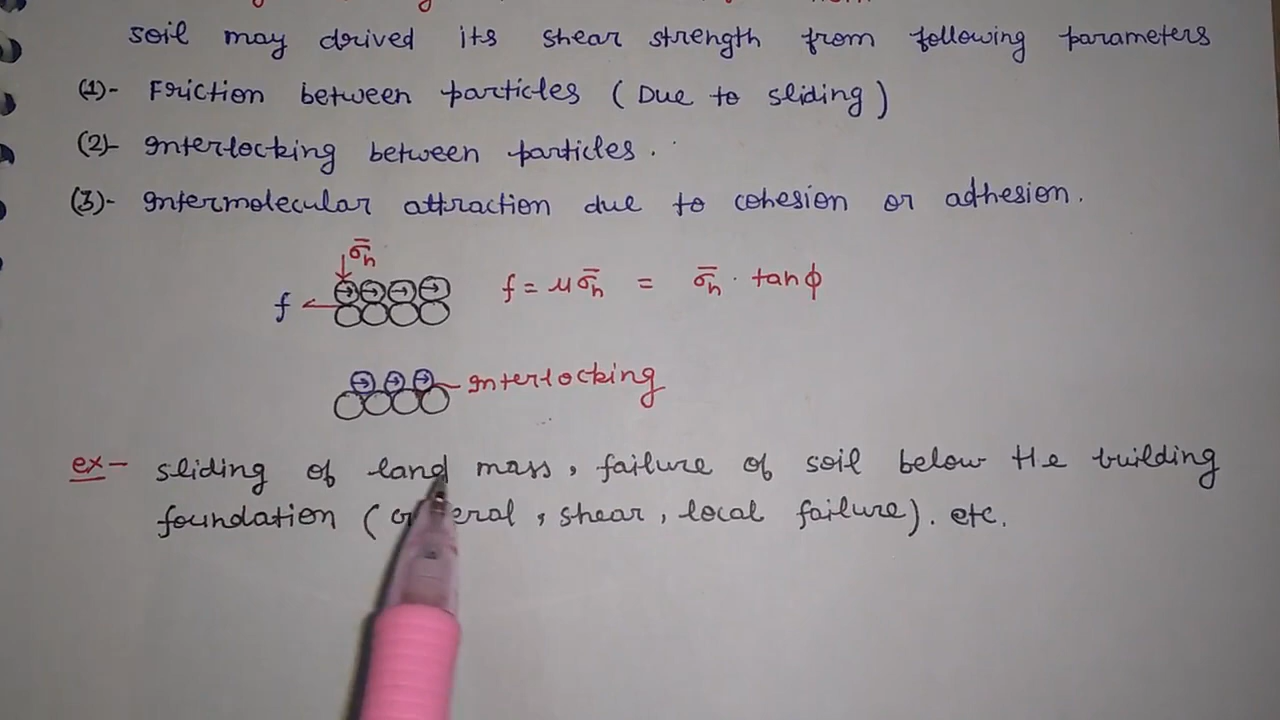 soil may drived its shear strength from following parameters
(1)- Friction between particles (Due to sliding)
(2)- Interlocking between particles.
(3)- Intermolecular attraction due to cohesion or adhesion.
σ̄n
f f = μσ̄n = σ̄n · tanϕ
Interlocking
ex- sliding of land mass, failure of soil below the building
foundation ( shear, local failure). etc.